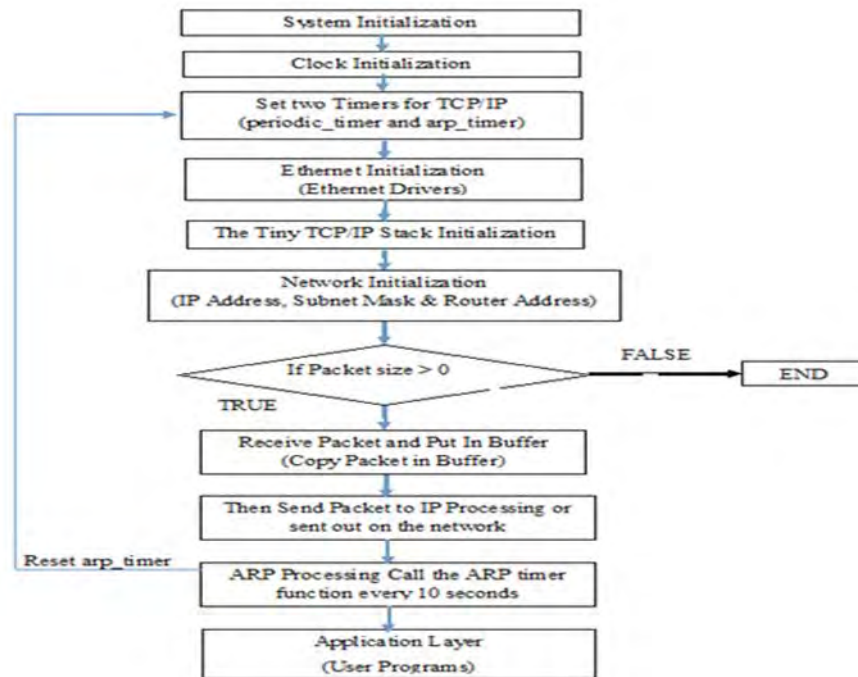 System Initialization
Clock Initialization
Set two Timers for TCP/IP
(periodic_timer and arp_timer)
Ethernet Initialization
(Ethernet Drivers)
The Tiny TCP/IP Stack Initialization
Network Initialization
(IP Address, Subnet Mask & Router Address)
If Packet size > 0
FALSE
END
TRUE
Receive Packet and Put In Buffer
(Copy Packet in Buffer)
Then Send Packet to IP Processing or
sent out on the network
Reset arp_timer
ARP Processing Call the ARP timer
function every 10 seconds
Application Layer
(User Programs)